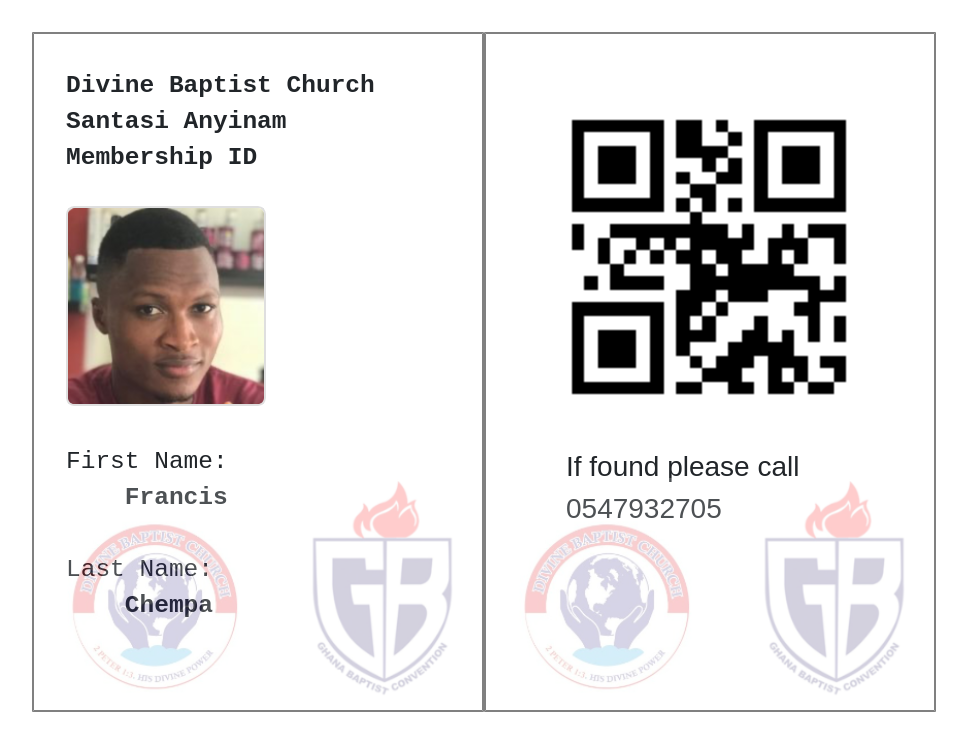 Divine Baptist Church
Santasi Anyinam
Membership ID
First Name:
Francis
Last Name:
Chempa
DIVINE BAPTIST CHURCH
2 PETER 1:3. HIS DIVINE POWER
GB
GHANA BAPTIST CONVENTION
If found please call
0547932705
DIVINE BAPTIST CHURCH
2 PETER 1:3. HIS DIVINE POWER
GB
GHANA BAPTIST CONVENTION